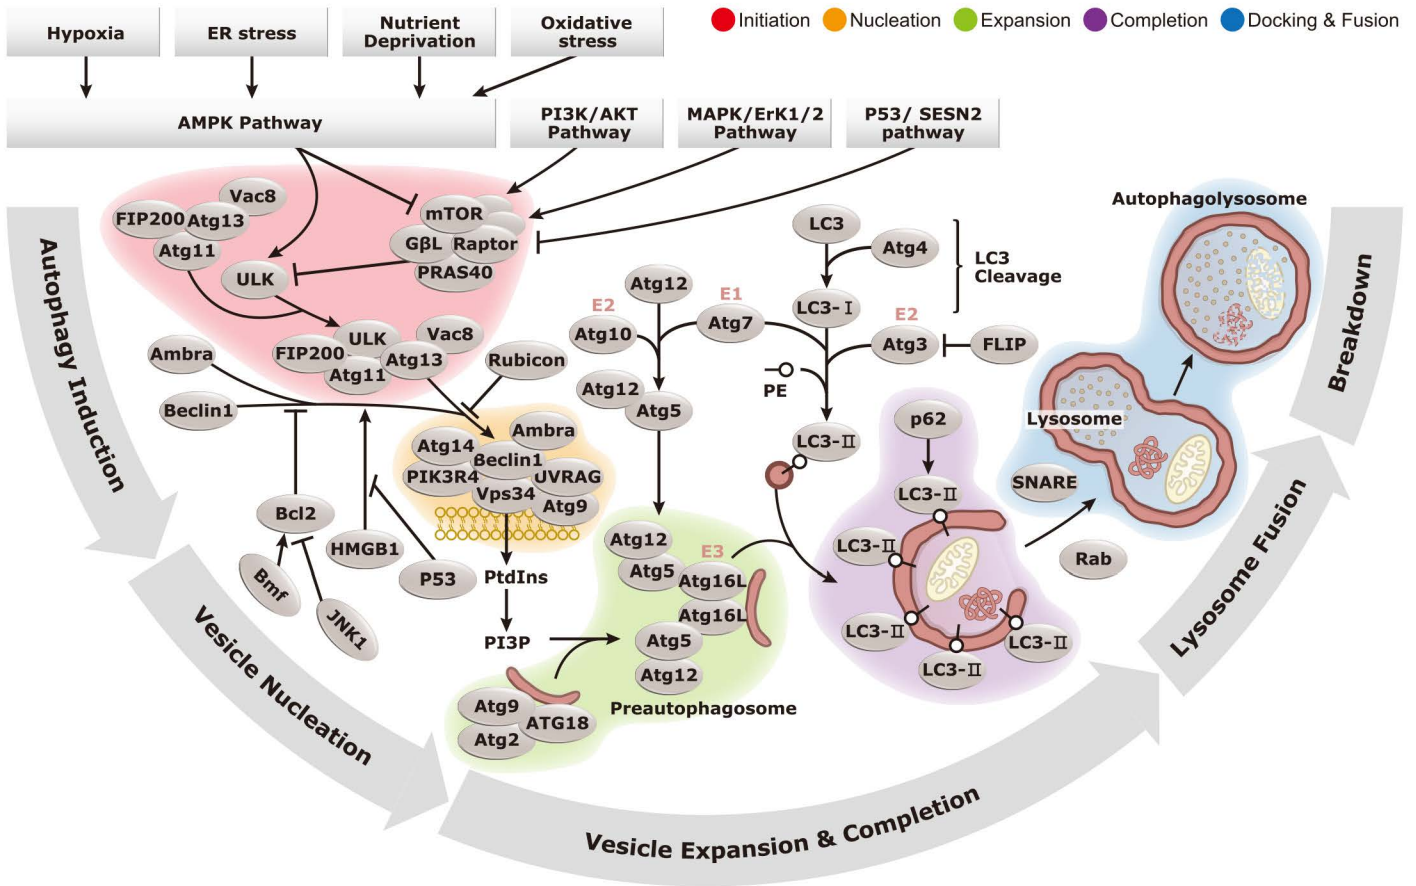 Hypoxia
ER stress
Nutrient
Deprivation
Oxidative
stress
Initiation
Nucleation
Expansion
Completion
Docking & Fusion
AMPK Pathway
PI3K/AKT
Pathway
MAPK/ErK1/2
Pathway
P53/ SESN2
pathway
Vac8
FIP200
Atg13
Atg11
ULK
mTOR
GβL
Raptor
PRAS40
ULK
Vac8
FIP200
Atg13
Atg11
Ambra
Beclin1
Rubicon
Bcl2
Bmf
JNK1
HMGB1
P53
Ambra
Atg14
Beclin1
PIK3R4
UVRAG
Vps34
Atg9
PtdIns
PI3P
Atg12
E2
Atg10
E1
Atg7
Atg12
Atg5
LC3
Atg4
LC3
Cleavage
LC3-Ⅰ
E2
Atg3
FLIP
PE
LC3-Ⅱ
Atg12
Atg5
E3
Atg16L
Atg16L
Atg5
Atg12
Preautophagosome
Atg9
ATG18
Atg2
p62
LC3-Ⅱ
LC3-Ⅱ
LC3-Ⅱ
LC3-Ⅱ
LC3-Ⅱ
SNARE
Rab
Lysosome
Autophagolysosome
Autophagy Induction
Vesicle Nucleation
Vesicle Expansion & Completion
Lysosome Fusion
Breakdown